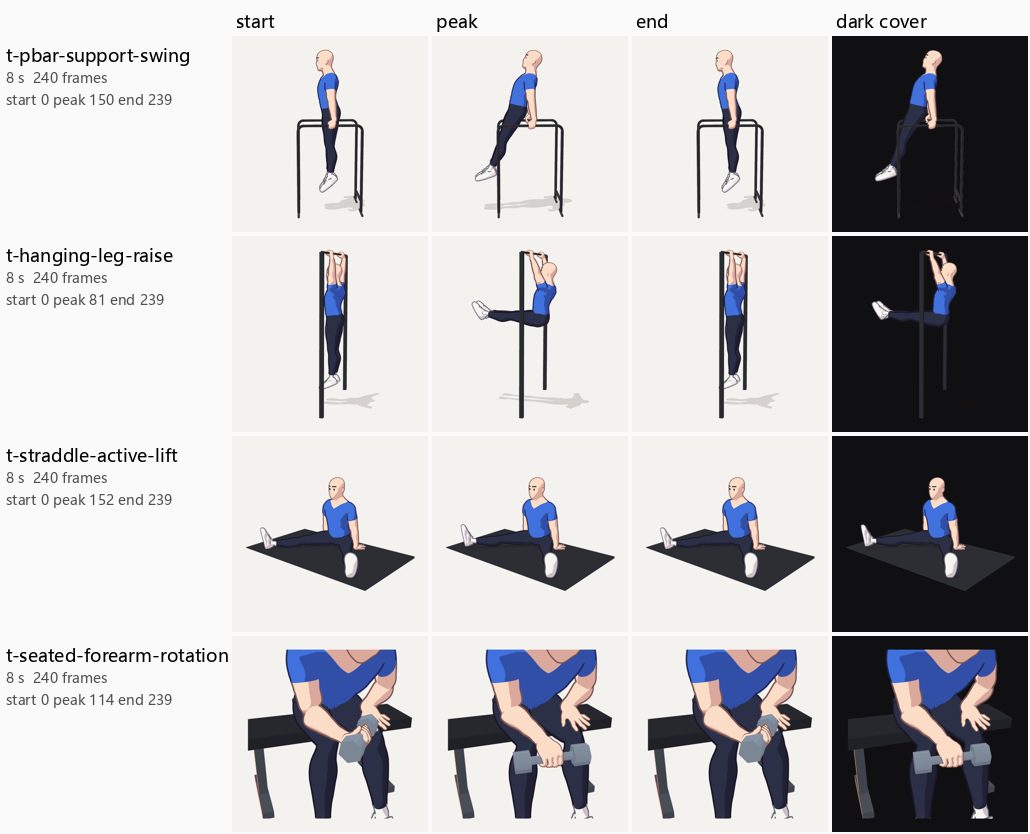 start peak end dark cover
t-pbar-support-swing
8 s 240 frames
start 0 peak 150 end 239
t-hanging-leg-raise
8 s 240 frames
start 0 peak 81 end 239
t-straddle-active-lift
8 s 240 frames
start 0 peak 152 end 239
t-seated-forearm-rotation
8 s 240 frames
start 0 peak 114 end 239